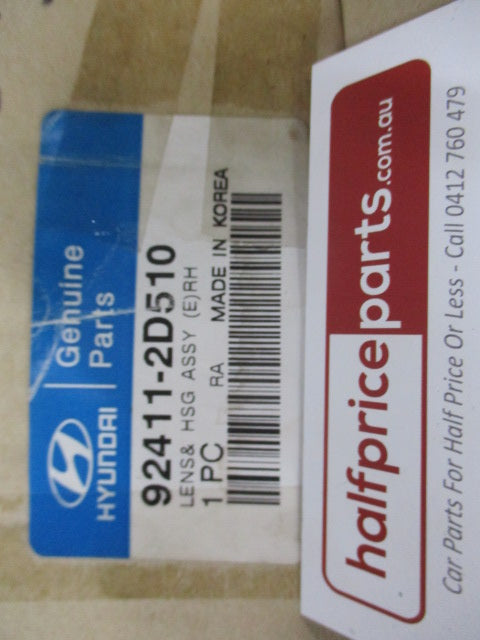 HYUNDAI
Genuine
Parts
92411-2D510
LENS& HSG ASSY (E)RH
1 PC RA MADE IN KOREA
halfpriceparts.com.au
Car Parts For Half Price Or Less - Call 0412 760 479